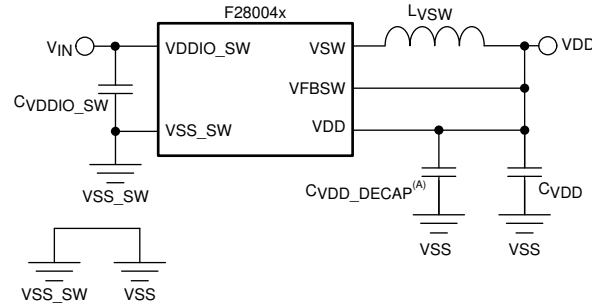 F28004x
LVSW
VIN
VDDIO_SW
VSW
VDD
CVDDIO_SW
VFBSW
VSS_SW
VDD
VSS_SW
CVDD_DECAP(A)
CVDD
VSS
VSS
VSS_SW
VSS